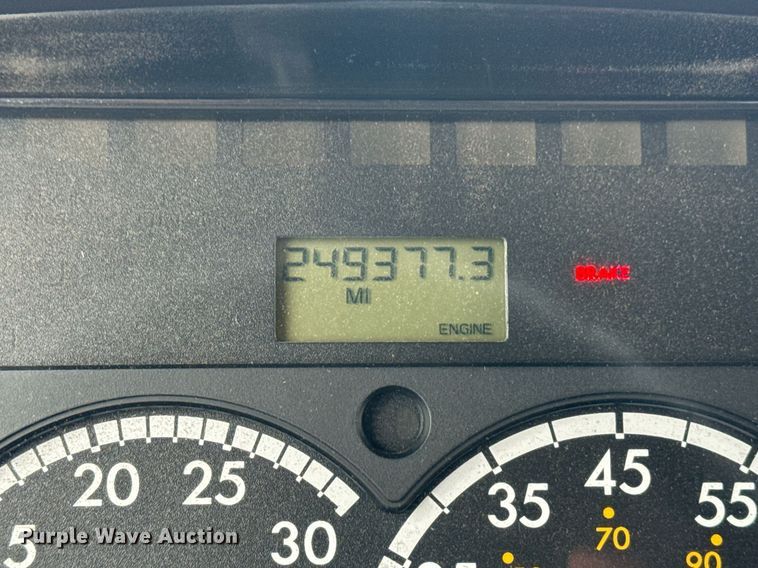 249377.3
MI
BRAKE
ENGINE
20 25 30
35 45 55
70 90
Purple Wave Auction